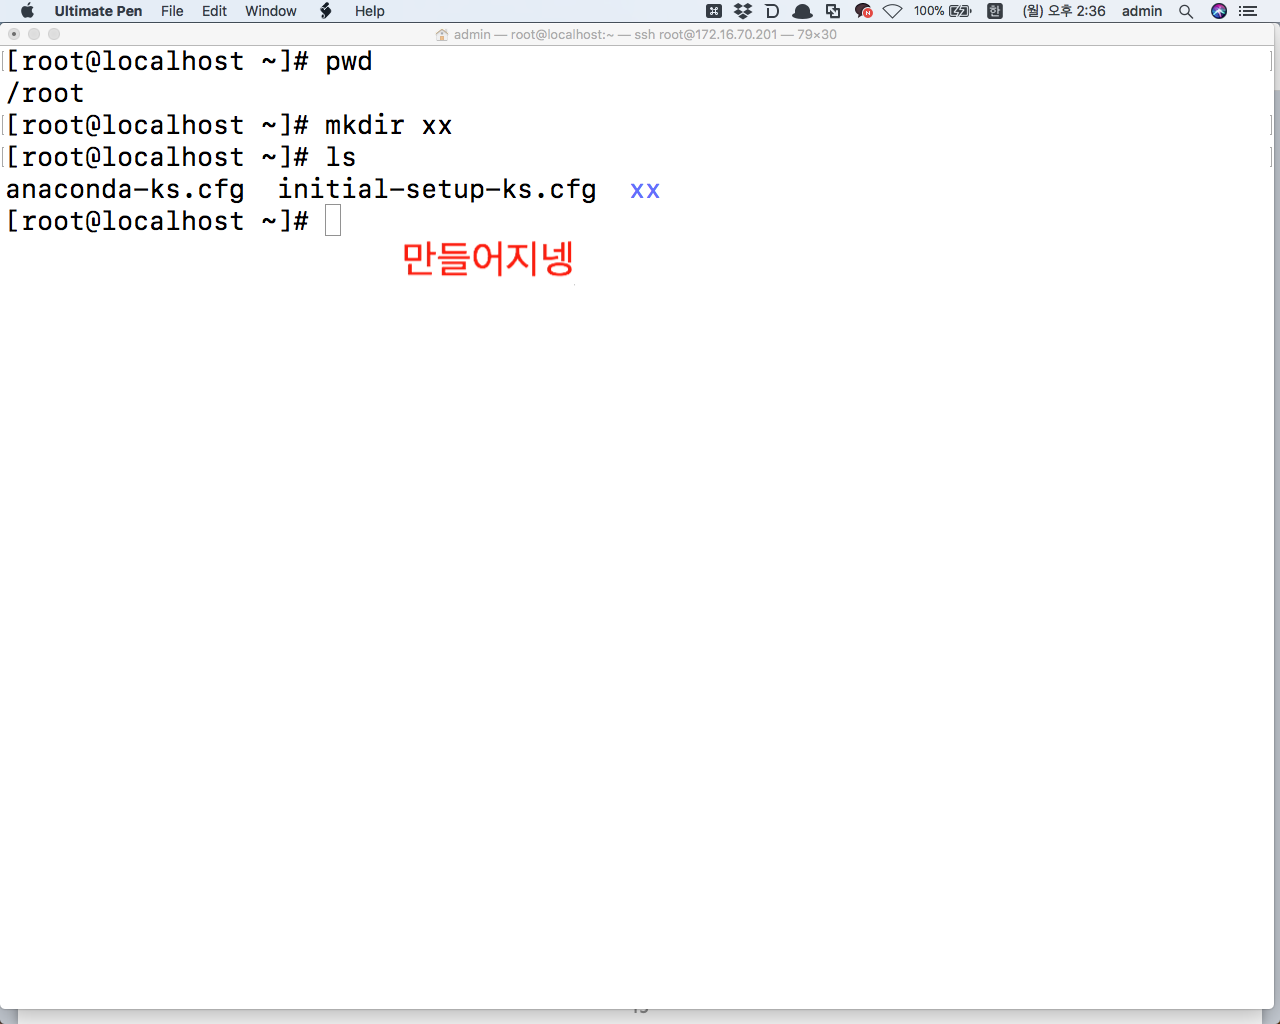 Ultimate Pen File Edit Window Help 100% 한 (월) 오후 2:36 admin
admin — root@localhost:~ — ssh root@172.16.70.201 — 79×30
[root@localhost ~]# pwd
/root
[root@localhost ~]# mkdir xx
[root@localhost ~]# ls
anaconda-ks.cfg initial-setup-ks.cfg xx
[root@localhost ~]#
만들어지넹